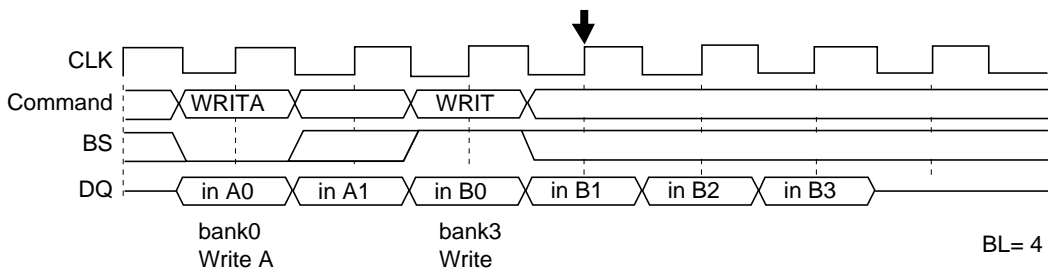 CLK
Command WRITA WRIT
BS
DQ in A0 in A1 in B0 in B1 in B2 in B3
bank0 bank3
Write A Write
BL= 4